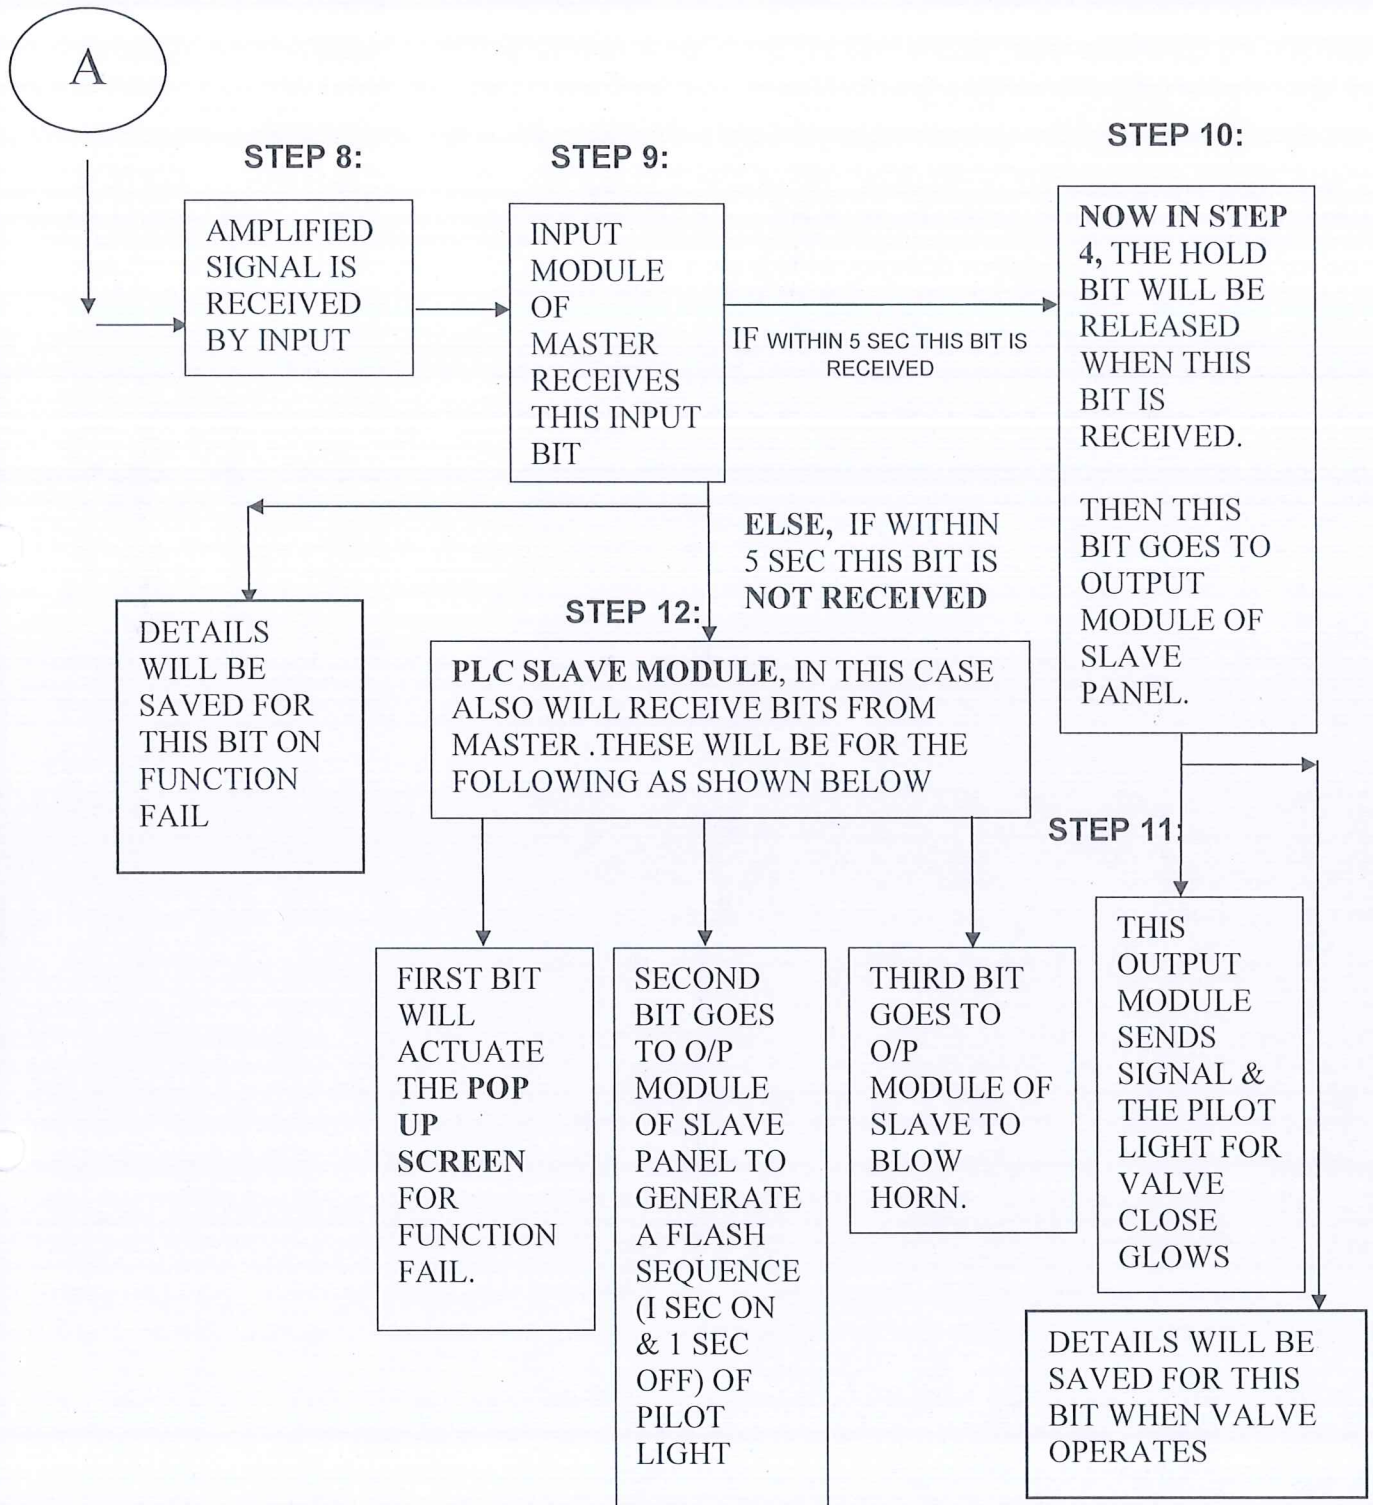 A
STEP 8:
AMPLIFIED
SIGNAL IS
RECEIVED
BY INPUT
STEP 9:
INPUT
MODULE
OF
MASTER
RECEIVES
THIS INPUT
BIT
IF WITHIN 5 SEC THIS BIT IS
RECEIVED
STEP 10:
NOW IN STEP
4, THE HOLD
BIT WILL BE
RELEASED
WHEN THIS
BIT IS
RECEIVED.
THEN THIS
BIT GOES TO
OUTPUT
MODULE OF
SLAVE
PANEL.
ELSE, IF WITHIN
5 SEC THIS BIT IS
NOT RECEIVED
DETAILS
WILL BE
SAVED FOR
THIS BIT ON
FUNCTION
FAIL
STEP 12:
PLC SLAVE MODULE, IN THIS CASE
ALSO WILL RECEIVE BITS FROM
MASTER .THESE WILL BE FOR THE
FOLLOWING AS SHOWN BELOW
STEP 11:
FIRST BIT
WILL
ACTUATE
THE POP
UP
SCREEN
FOR
FUNCTION
FAIL.
SECOND
BIT GOES
TO O/P
MODULE
OF SLAVE
PANEL TO
GENERATE
A FLASH
SEQUENCE
(I SEC ON
& 1 SEC
OFF) OF
PILOT
LIGHT
THIRD BIT
GOES TO
O/P
MODULE OF
SLAVE TO
BLOW
HORN.
THIS
OUTPUT
MODULE
SENDS
SIGNAL &
THE PILOT
LIGHT FOR
VALVE
CLOSE
GLOWS
DETAILS WILL BE
SAVED FOR THIS
BIT WHEN VALVE
OPERATES